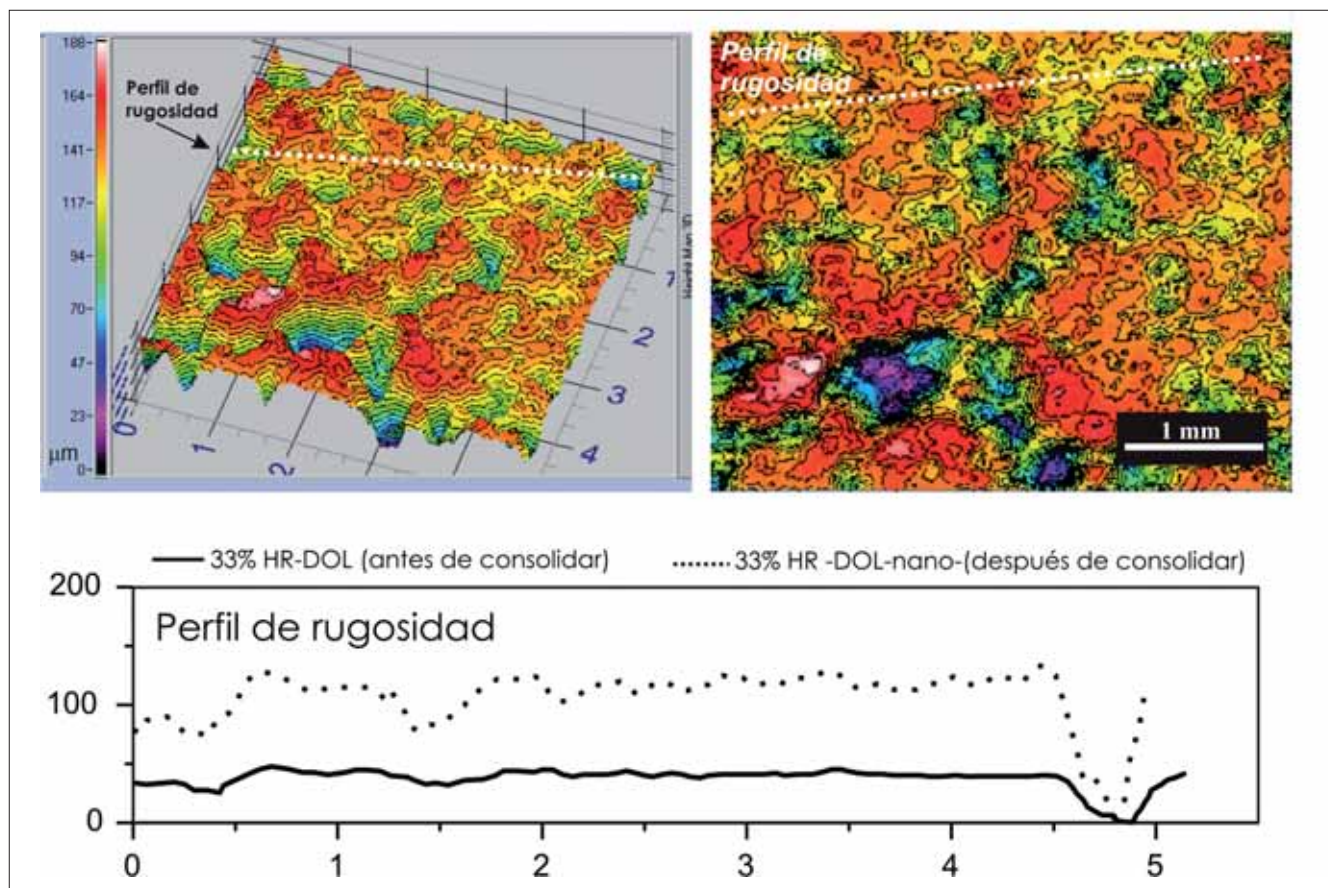 188
164
141
117
94
70
47
23
0
µm
Perfil de
rugosidad
0
1
2
1
2
3
4
Perfil de
rugosidad
1 mm
33% HR-DOL (antes de consolidar)
33% HR -DOL-nano-(después de consolidar)
Perfil de rugosidad
200
100
0
0
1
2
3
4
5